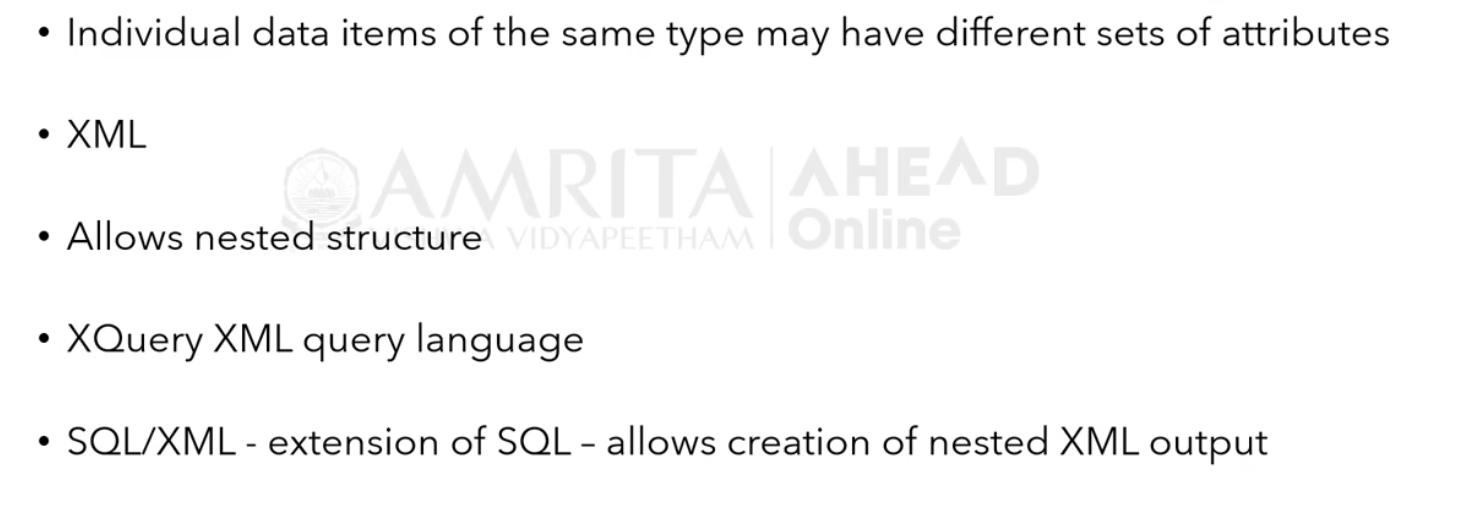 • Individual data items of the same type may have different sets of attributes
• XML
AMRITA AHEAD
• Allows nested structure VIDYAPEETHAM Online
• XQuery XML query language
• SQL/XML - extension of SQL – allows creation of nested XML output